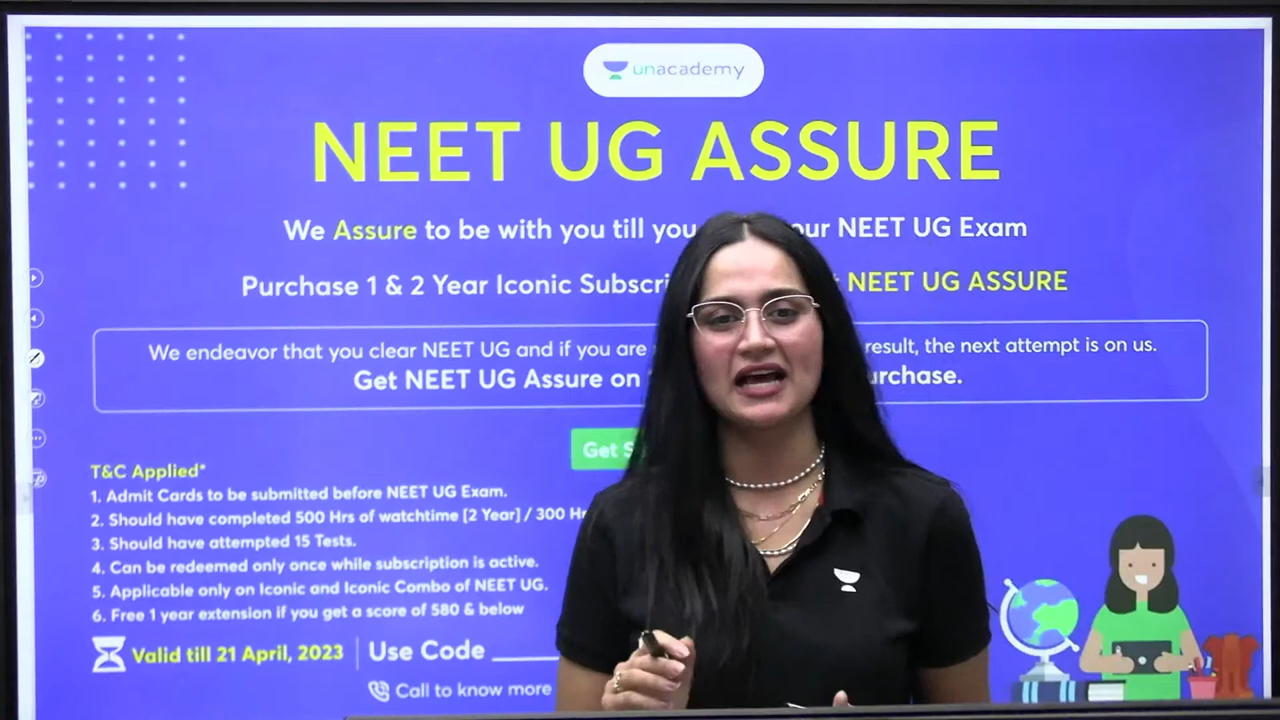 unacademy
NEET UG ASSURE
We Assure to be with you till you our NEET UG Exam
Purchase 1 & 2 Year Iconic Subscri NEET UG ASSURE
We endeavor that you clear NEET UG and if you are result, the next attempt is on us.
Get NEET UG Assure on urchase.
Get S
T&C Applied*
1. Admit Cards to be submitted before NEET UG Exam.
2. Should have completed 500 Hrs of watchtime [2 Year] / 300 Hr
3. Should have attempted 15 Tests.
4. Can be redeemed only once while subscription is active.
5. Applicable only on Iconic and Iconic Combo of NEET UG.
6. Free 1 year extension if you get a score of 580 & below
Valid till 21 April, 2023
Use Code
Call to know more